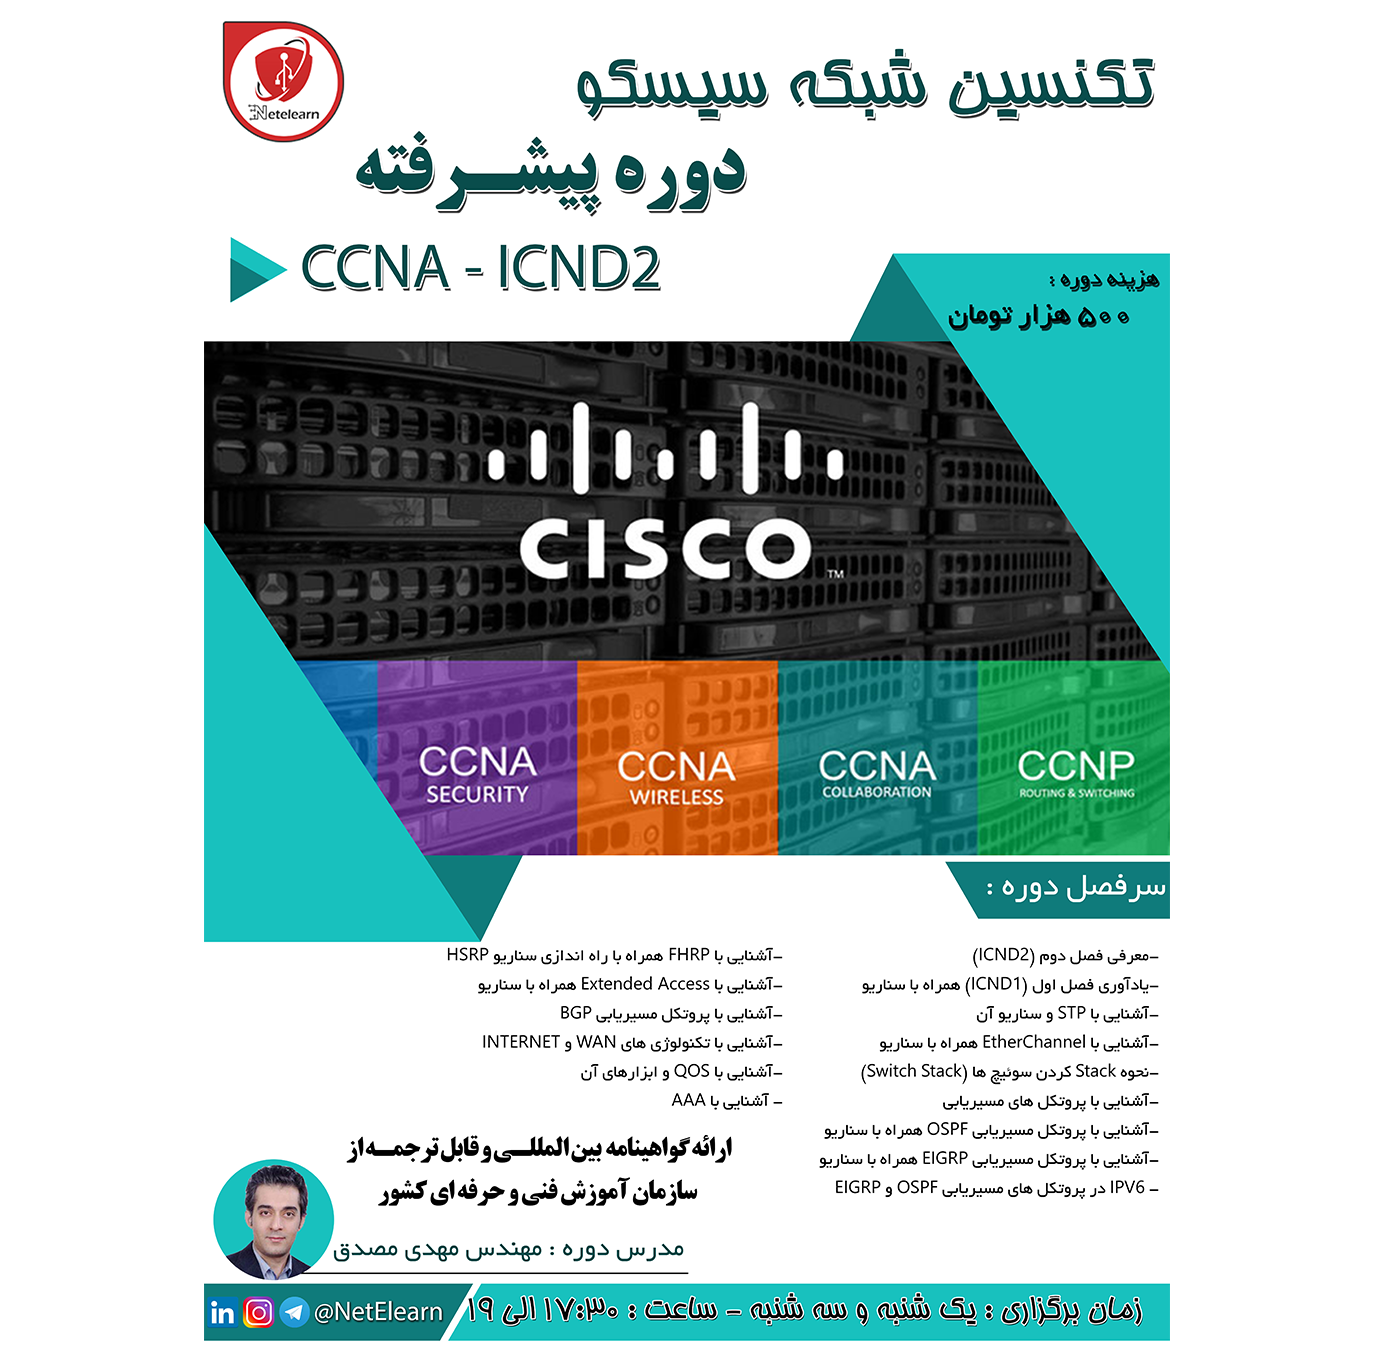 Netelearn
تکنسین شبکه سیسکو
دوره پیشرفته
CCNA - ICND2
هزینه دوره :
۵۰۰ هزار تومان
CISCO
TM
CCNA
SECURITY
CCNA
WIRELESS
CCNA
COLLABORATION
CCNP
ROUTING & SWITCHING
سرفصل دوره :
-معرفی فصل دوم (ICND2)
-یادآوری فصل اول (ICND1) همراه با سناریو
-آشنایی با STP و سناریو آن
-آشنایی با EtherChannel همراه با سناریو
-نحوه Stack کردن سوئیچ ها (Switch Stack)
-آشنایی با پروتکل های مسیریابی
-آشنایی با پروتکل مسیریابی OSPF همراه با سناریو
-آشنایی با پروتکل مسیریابی EIGRP همراه با سناریو
- IPV6 در پروتکل های مسیریابی OSPF و EIGRP
-آشنایی با FHRP همراه با راه اندازی سناریو HSRP
-آشنایی با Extended Access همراه با سناریو
-آشنایی با پروتکل مسیریابی BGP
-آشنایی با تکنولوژی های WAN و INTERNET
-آشنایی با QOS و ابزارهای آن
- آشنایی با AAA
ارائه گواهینامه بین المللی و قابل ترجمه از
سازمان آموزش فنی و حرفه ای کشور
مدرس دوره : مهندس مهدی مصدق
زمان برگزاری : یک شنبه و سه شنبه - ساعت : ۱۷:۳۰ الی ۱۹
in @NetElearn